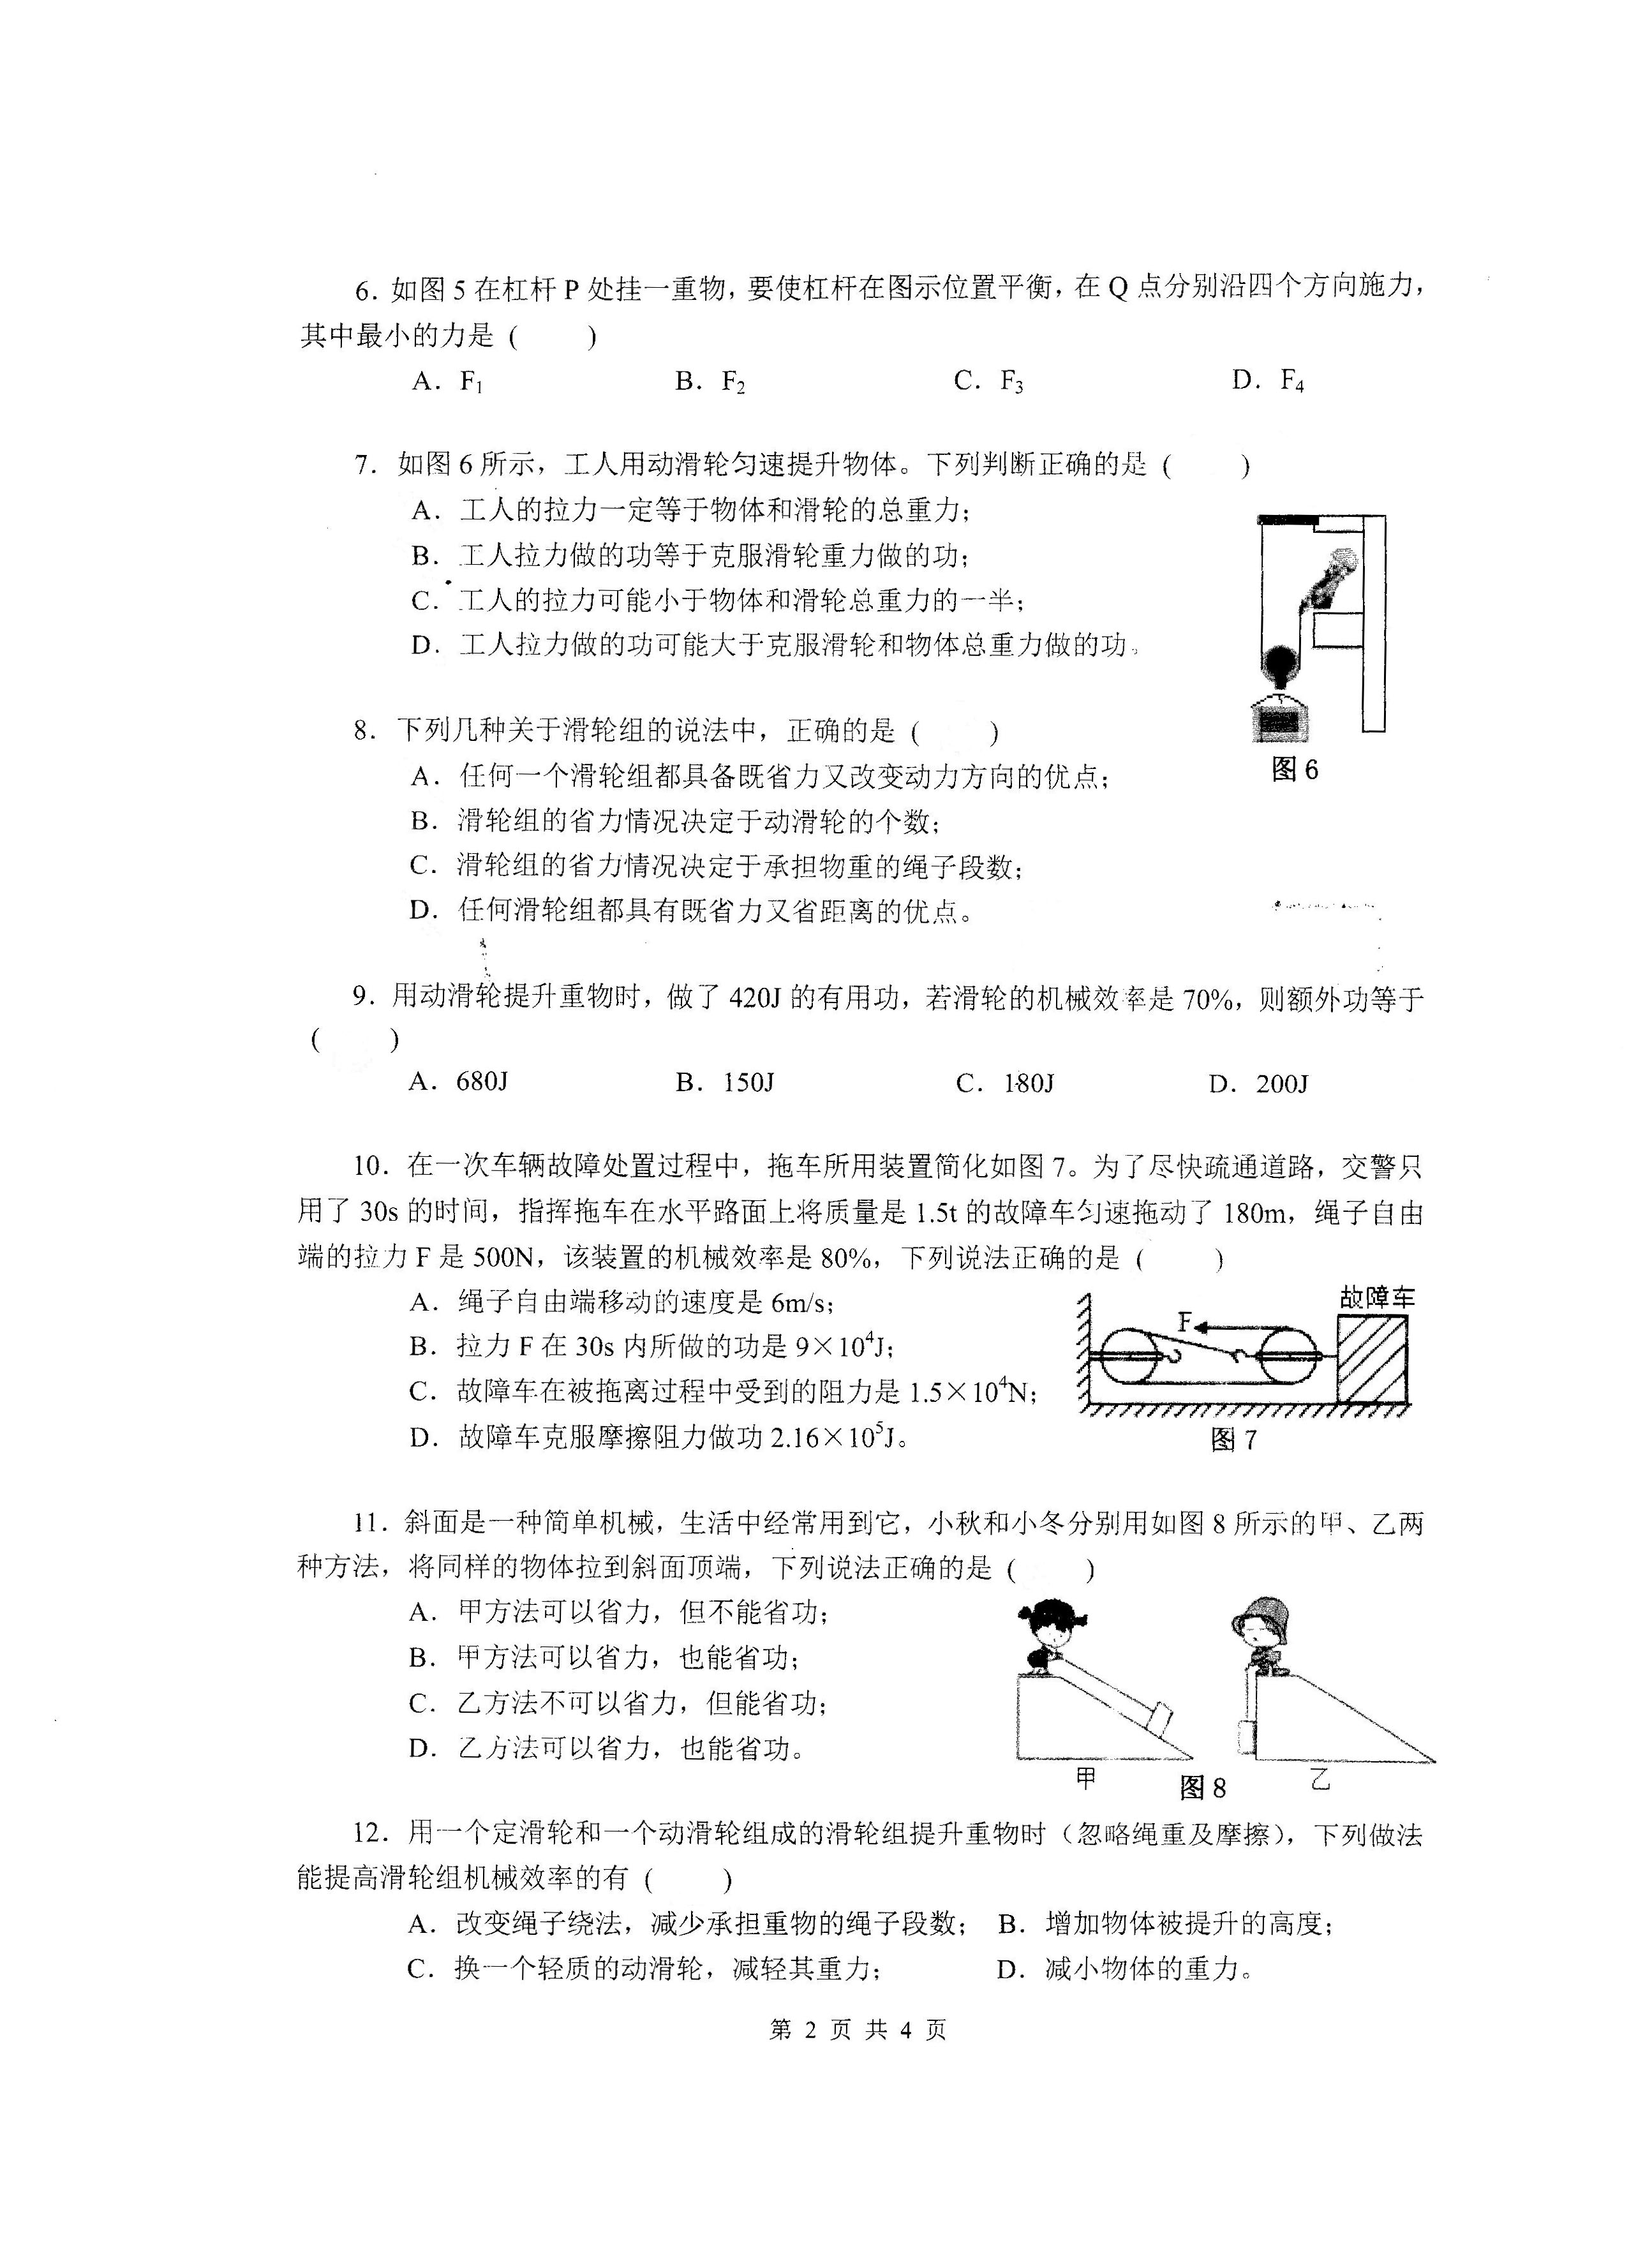 6. 如图 5 在杠杆 P 处挂一重物，要使杠杆在图示位置平衡，在 Q 点分别沿四个方向施力，
其中最小的力是（　　）
A. F₁　　B. F₂　　C. F₃　　D. F₄
7. 如图 6 所示，工人用动滑轮匀速提升物体。下列判断正确的是（　　）
A. 工人的拉力一定等于物体和滑轮的总重力；
B. 工人拉力做的功等于克服滑轮重力做的功；
C. 工人的拉力可能小于物体和滑轮总重力的一半；
D. 工人拉力做的功可能大于克服滑轮和物体总重力做的功。
图 6
8. 下列几种关于滑轮组的说法中，正确的是（　　）
A. 任何一个滑轮组都具备既省力又改变动力方向的优点；
B. 滑轮组的省力情况决定于动滑轮的个数；
C. 滑轮组的省力情况决定于承担物重的绳子段数；
D. 任何滑轮组都具有既省力又省距离的优点。
9. 用动滑轮提升重物时，做了 420J 的有用功，若滑轮的机械效率是 70%，则额外功等于
（　　）
A. 680J　　B. 150J　　C. 180J　　D. 200J
10. 在一次车辆故障处置过程中，拖车所用装置简化如图 7。为了尽快疏通道路，交警只
用了 30s 的时间，指挥拖车在水平路面上将质量是 1.5t 的故障车匀速拖动了 180m，绳子自由
端的拉力 F 是 500N，该装置的机械效率是 80%，下列说法正确的是（　　）
A. 绳子自由端移动的速度是 6m/s；
B. 拉力 F 在 30s 内所做的功是 9×10⁴J；
C. 故障车在被拖离过程中受到的阻力是 1.5×10⁴N；
D. 故障车克服摩擦阻力做功 2.16×10⁵J。
故障车
F
图 7
11. 斜面是一种简单机械，生活中经常用到它，小秋和小冬分别用如图 8 所示的甲、乙两
种方法，将同样的物体拉到斜面顶端，下列说法正确的是（　　）
A. 甲方法可以省力，但不能省功；
B. 甲方法可以省力，也能省功；
C. 乙方法不可以省力，但能省功；
D. 乙方法可以省力，也能省功。
甲　　图 8　　乙
12. 用一个定滑轮和一个动滑轮组成的滑轮组提升重物时（忽略绳重及摩擦），下列做法
能提高滑轮组机械效率的有（　　）
A. 改变绳子绕法，减少承担重物的绳子段数；　B. 增加物体被提升的高度；
C. 换一个轻质的动滑轮，减轻其重力；　　D. 减小物体的重力。
第 2 页 共 4 页